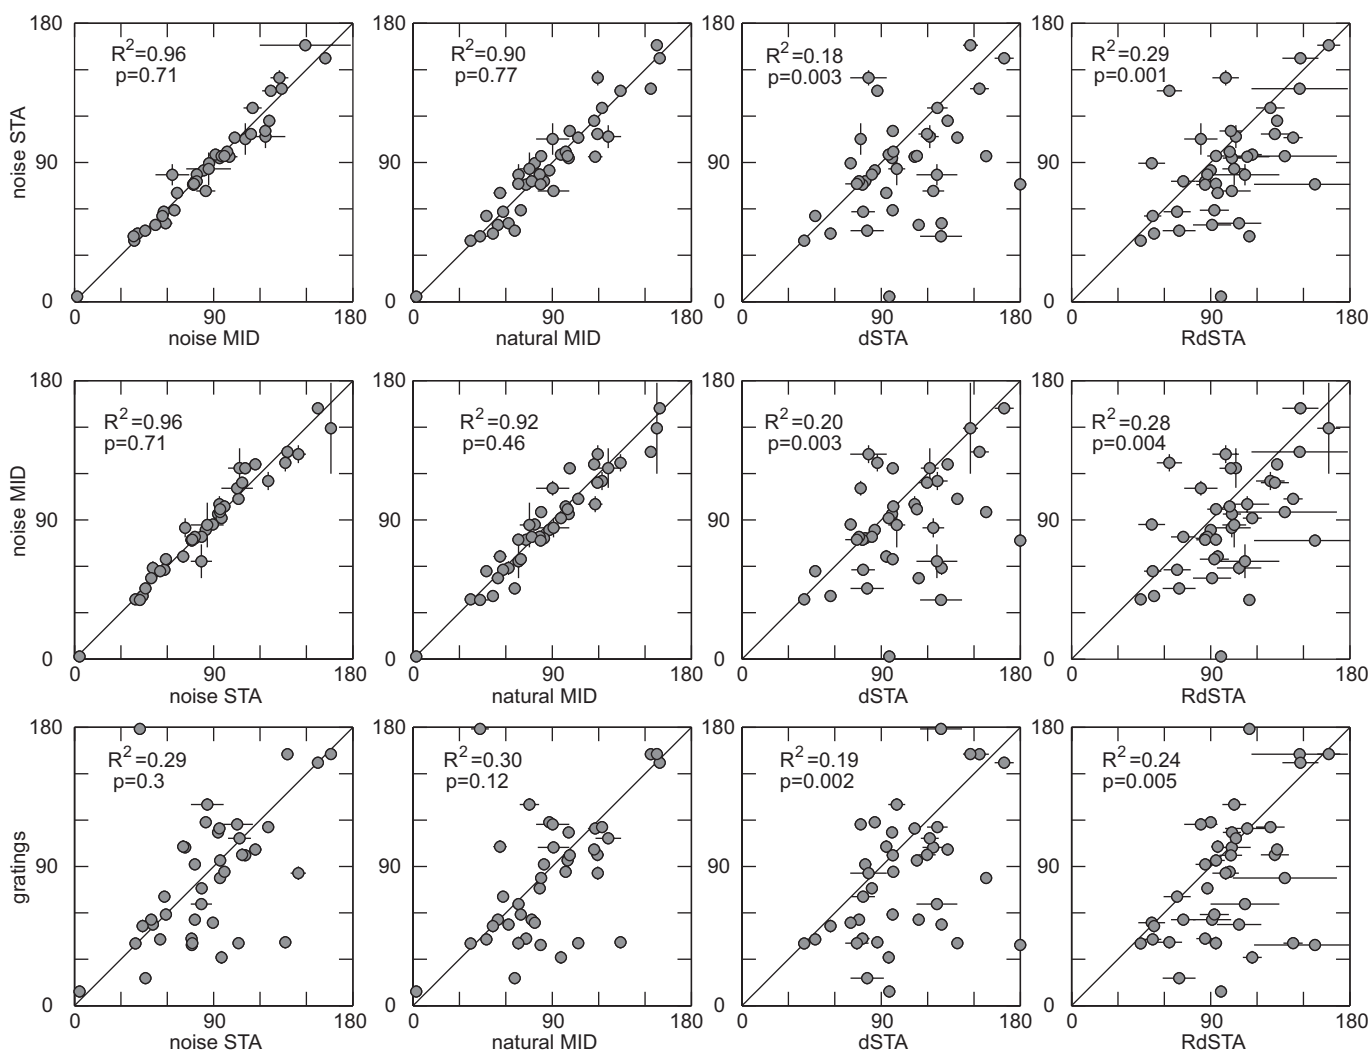 180 180 180 180
R²=0.96 R²=0.90 R²=0.18 R²=0.29
p=0.71 p=0.77 p=0.003 p=0.001
noise STA
90 90 90 90
0 0 0 0
0 90 180 0 90 180 0 90 180 0 90 180
noise MID natural MID dSTA RdSTA
180 180 180 180
R²=0.96 R²=0.92 R²=0.20 R²=0.28
p=0.71 p=0.46 p=0.003 p=0.004
noise MID
90 90 90 90
0 0 0 0
0 90 180 0 90 180 0 90 180 0 90 180
noise STA natural MID dSTA RdSTA
180 180 180 180
R²=0.29 R²=0.30 R²=0.19 R²=0.24
p=0.3 p=0.12 p=0.002 p=0.005
gratings
90 90 90 90
0 0 0 0
0 90 180 0 90 180 0 90 180 0 90 180
noise STA natural MID dSTA RdSTA